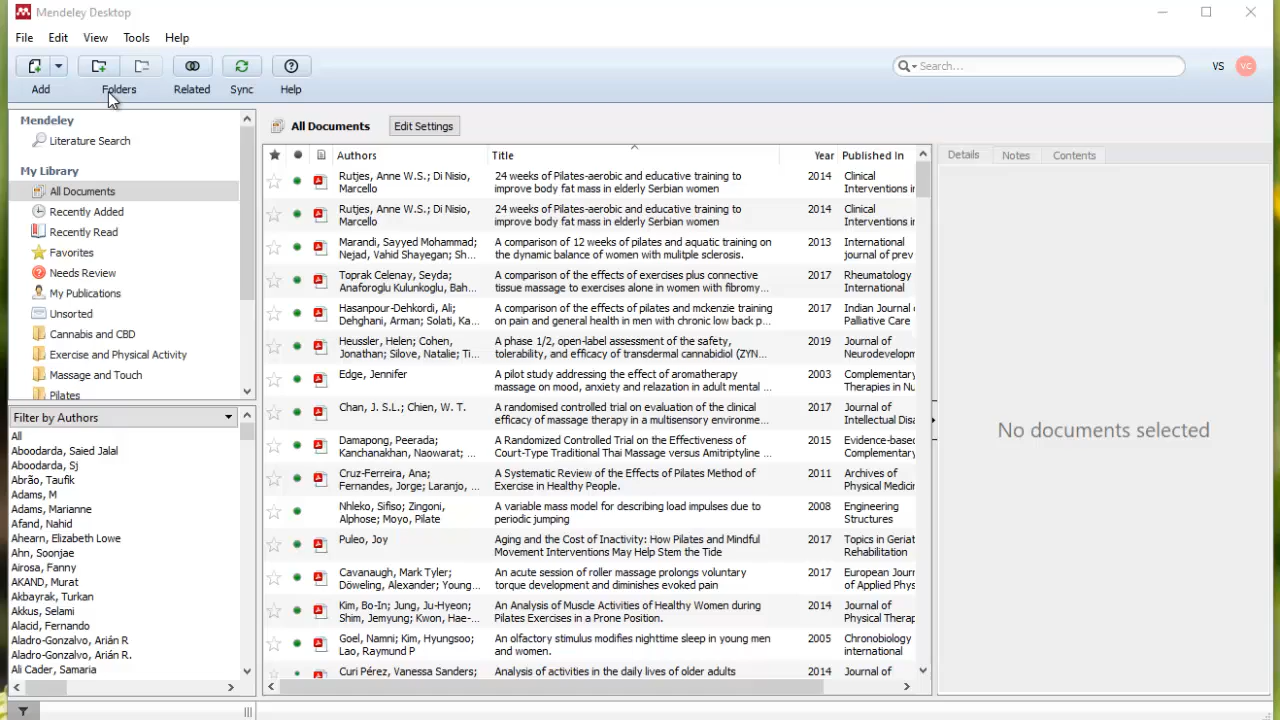 Mendeley Desktop
File Edit View Tools Help
Search...
VS VC
Add Folders Related Sync Help
Mendeley
Literature Search
My Library
All Documents
Recently Added
Recently Read
Favorites
Needs Review
My Publications
Unsorted
Cannabis and CBD
Exercise and Physical Activity
Massage and Touch
Pilates
Filter by Authors
All
Aboodarda, Saied Jalal
Aboodarda, Sj
Abrão, Taufik
Adams, M
Adams, Marianne
Afand, Nahid
Ahearn, Elizabeth Lowe
Ahn, Soonjae
Airosa, Fanny
AKAND, Murat
Akbayrak, Turkan
Akkus, Selami
Alacid, Fernando
Aladro-Gonzalvo, Arián R
Aladro-Gonzalvo, Arián R.
Ali Cader, Samaria
All Documents Edit Settings
Authors Title Year Published In
Rutjes, Anne W.S.; Di Nisio, 24 weeks of Pilates-aerobic and educative training to 2014 Clinical
Marcello improve body fat mass in elderly Serbian women Interventions in
Rutjes, Anne W.S.; Di Nisio, 24 weeks of Pilates-aerobic and educative training to 2014 Clinical
Marcello improve body fat mass in elderly Serbian women Interventions in
Marandi, Sayyed Mohammad; A comparison of 12 weeks of pilates and aquatic training on 2013 International
Nejad, Vahid Shayegan; Sh... the dynamic balance of women with mulitple sclerosis. journal of prev
Toprak Celenay, Seyda; A comparison of the effects of exercises plus connective 2017 Rheumatology
Anaforoglu Kulunkoglu, Bah... tissue massage to exercises alone in women with fibromy... International
Hasanpour-Dehkordi, Ali; A comparison of the effects of pilates and mckenzie training 2017 Indian Journal of
Dehghani, Arman; Solati, Ka... on pain and general health in men with chronic low back p... Palliative Care
Heussler, Helen; Cohen, A phase 1/2, open-label assessment of the safety, 2019 Journal of
Jonathan; Silove, Natalie; Ti... tolerability, and efficacy of transdermal cannabidiol (ZYN... Neurodevelopm
Edge, Jennifer A pilot study addressing the effect of aromatherapy 2003 Complementary
massage on mood, anxiety and relazation in adult mental ... Therapies in Nu
Chan, J. S.L.; Chien, W. T. A randomised controlled trial on evaluation of the clinical 2017 Journal of
efficacy of massage therapy in a multisensory environme... Intellectual Disa
Damapong, Peerada; A Randomized Controlled Trial on the Effectiveness of 2015 Evidence-based
Kanchanakhan, Naowarat; ... Court-Type Traditional Thai Massage versus Amitriptyline ... Complementary
Cruz-Ferreira, Ana; A Systematic Review of the Effects of Pilates Method of 2011 Archives of
Fernandes, Jorge; Laranjo, ... Exercise in Healthy People. Physical Medicin
Nhleko, Sifiso; Zingoni, A variable mass model for describing load impulses due to 2008 Engineering
Alphose; Moyo, Pilate periodic jumping Structures
Puleo, Joy Aging and the Cost of Inactivity: How Pilates and Mindful 2017 Topics in Geriat
Movement Interventions May Help Stem the Tide Rehabilitation
Cavanaugh, Mark Tyler; An acute session of roller massage prolongs voluntary 2017 European Jour
Döweling, Alexander; Young... torque development and diminishes evoked pain of Applied Phys
Kim, Bo-In; Jung, Ju-Hyeon; An Analysis of Muscle Activities of Healthy Women during 2014 Journal of
Shim, Jemyung; Kwon, Hae-... Pilates Exercises in a Prone Position. Physical Therap
Goel, Namni; Kim, Hyungsoo; An olfactory stimulus modifies nighttime sleep in young men 2005 Chronobiology
Lao, Raymund P and women. international
Curi Pérez, Vanessa Sanders; Analysis of activities in the daily lives of older adults 2014 Journal of
Details Notes Contents
No documents selected